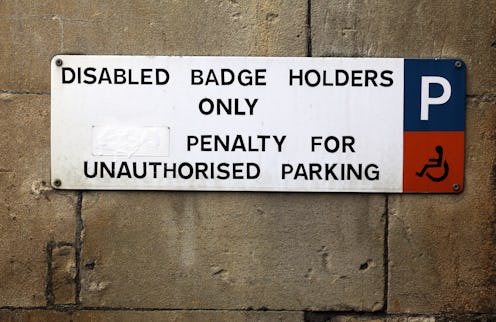 DISABLED BADGE HOLDERS
ONLY
PENALTY FOR
UNAUTHORISED PARKING
P